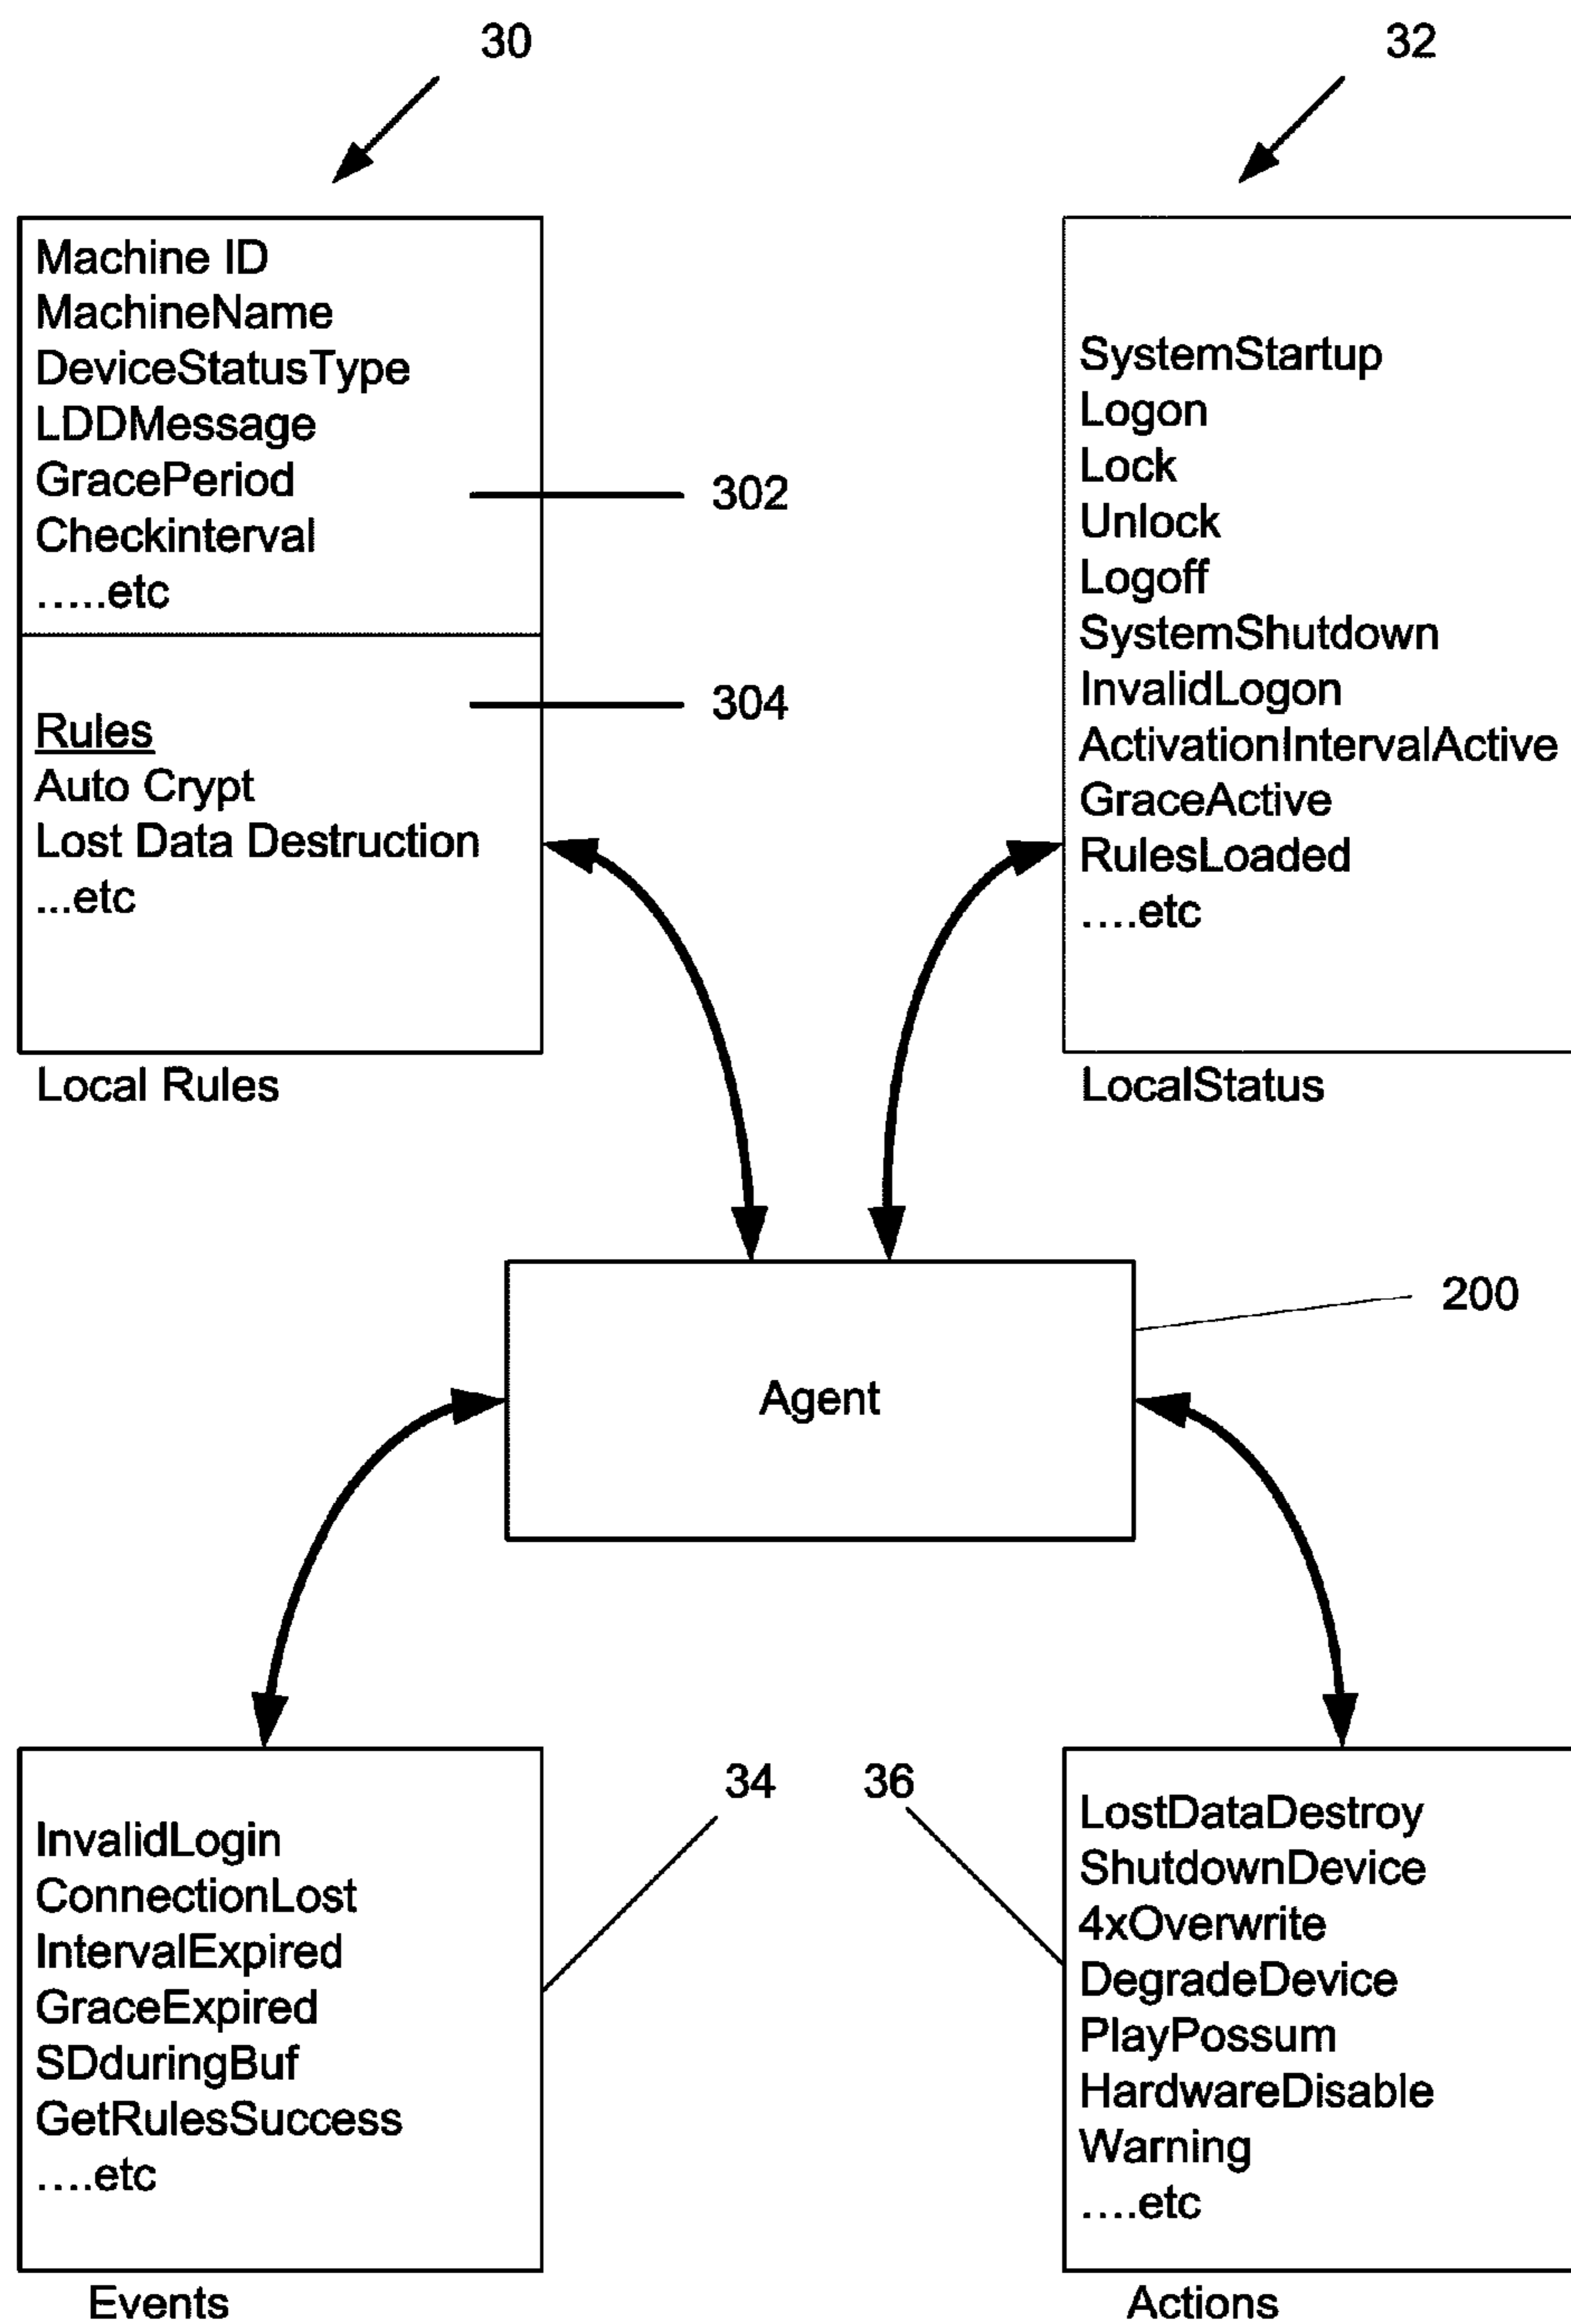 30
32
Machine ID
MachineName
DeviceStatusType
LDDMessage
GracePeriod
Checkinterval
.....etc
302
304
Rules
Auto Crypt
Lost Data Destruction
...etc
Local Rules
SystemStartup
Logon
Lock
Unlock
Logoff
SystemShutdown
InvalidLogon
ActivationIntervalActive
GraceActive
RulesLoaded
....etc
LocalStatus
Agent
200
InvalidLogin
ConnectionLost
IntervalExpired
GraceExpired
SDduringBuf
GetRulesSuccess
....etc
Events
34
36
LostDataDestroy
ShutdownDevice
4xOverwrite
DegradeDevice
PlayPossum
HardwareDisable
Warning
....etc
Actions